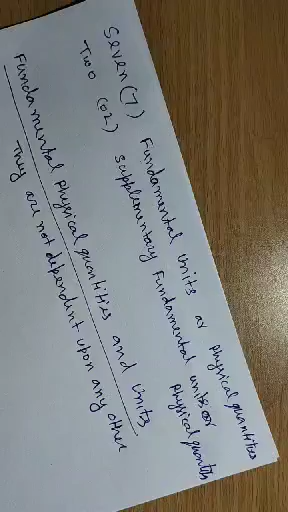 Seven (7) Fundamental units or physical quantities
Two (02) supplementary Fundamental units or physical quantity
Fundamental physical quantities and units
They are not dependent upon any other